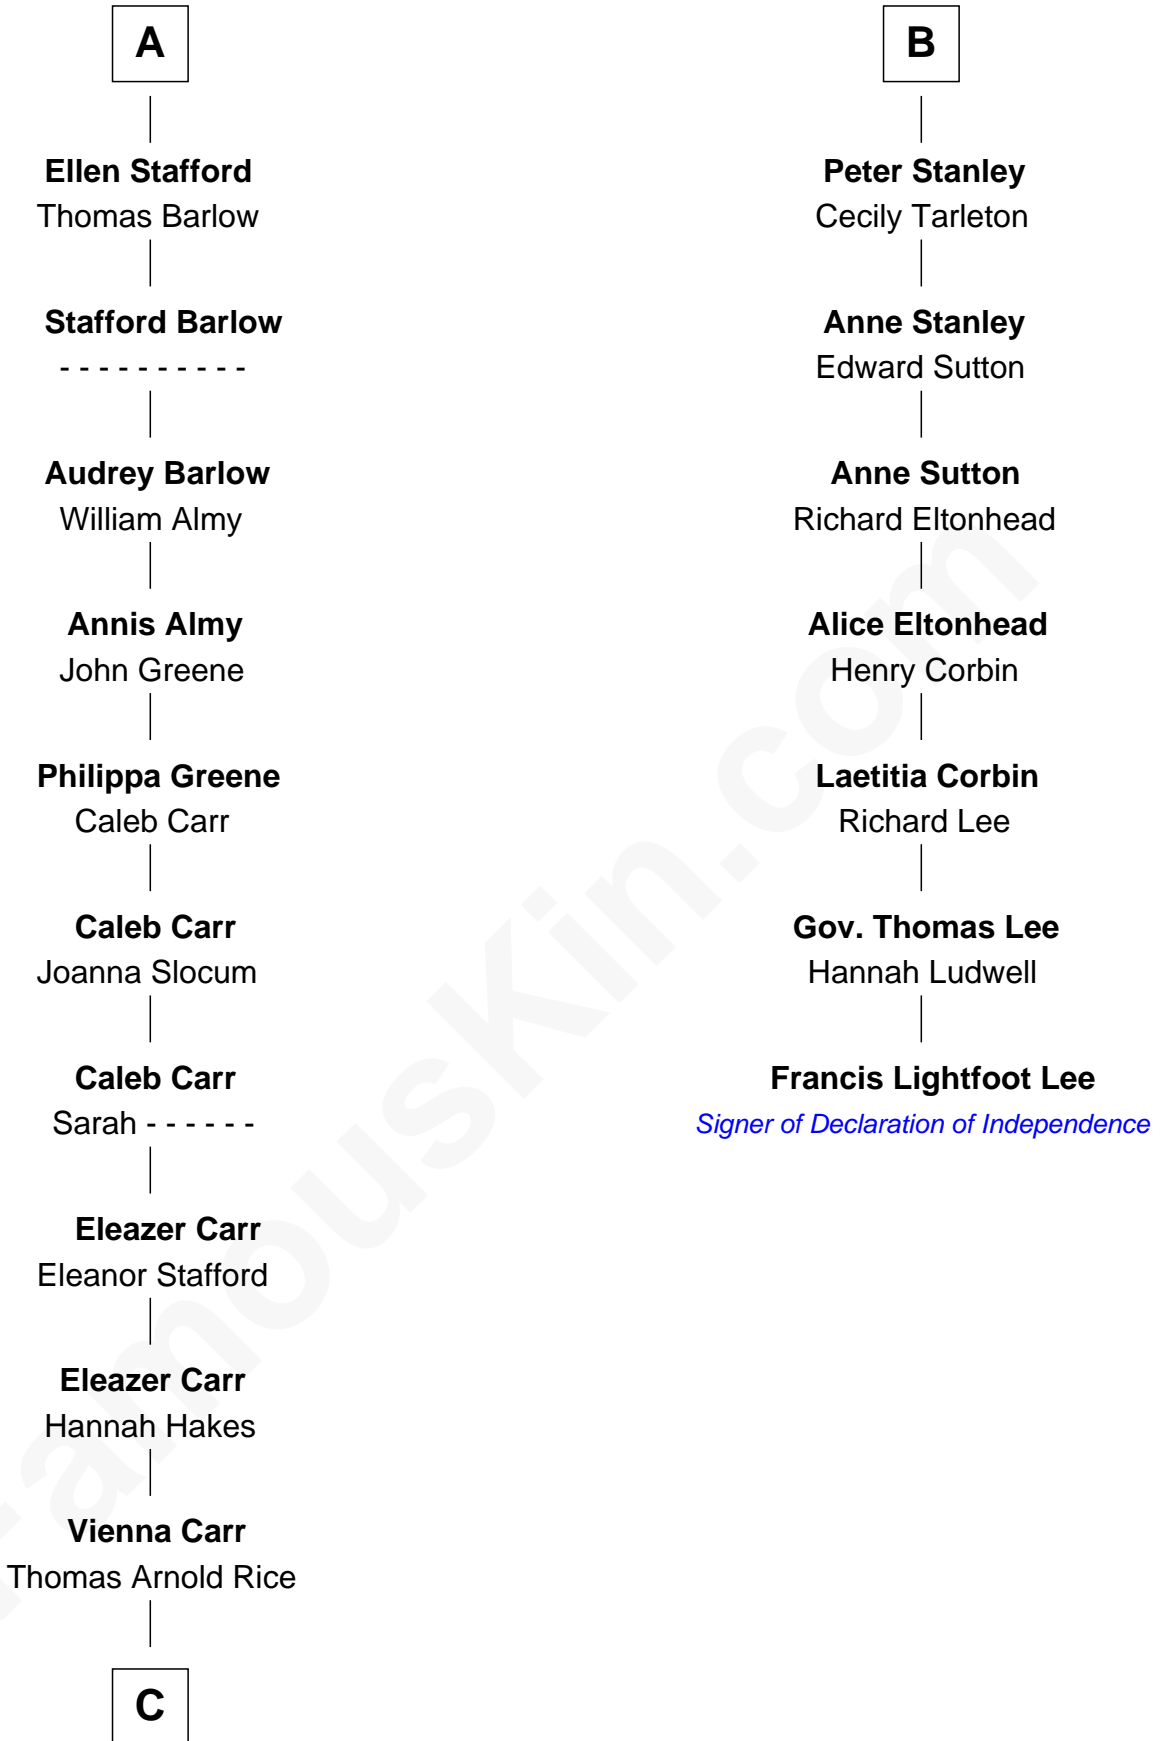 A
Ellen Stafford
Thomas Barlow
Stafford Barlow
- - - - - - - - - -
Audrey Barlow
William Almy
Annis Almy
John Greene
Philippa Greene
Caleb Carr
Caleb Carr
Joanna Slocum
Caleb Carr
Sarah - - - - - -
Eleazer Carr
Eleanor Stafford
Eleazer Carr
Hannah Hakes
Vienna Carr
Thomas Arnold Rice
C
B
Peter Stanley
Cecily Tarleton
Anne Stanley
Edward Sutton
Anne Sutton
Richard Eltonhead
Alice Eltonhead
Henry Corbin
Laetitia Corbin
Richard Lee
Gov. Thomas Lee
Hannah Ludwell
Francis Lightfoot Lee
Signer of Declaration of Independence
FamousKin.com